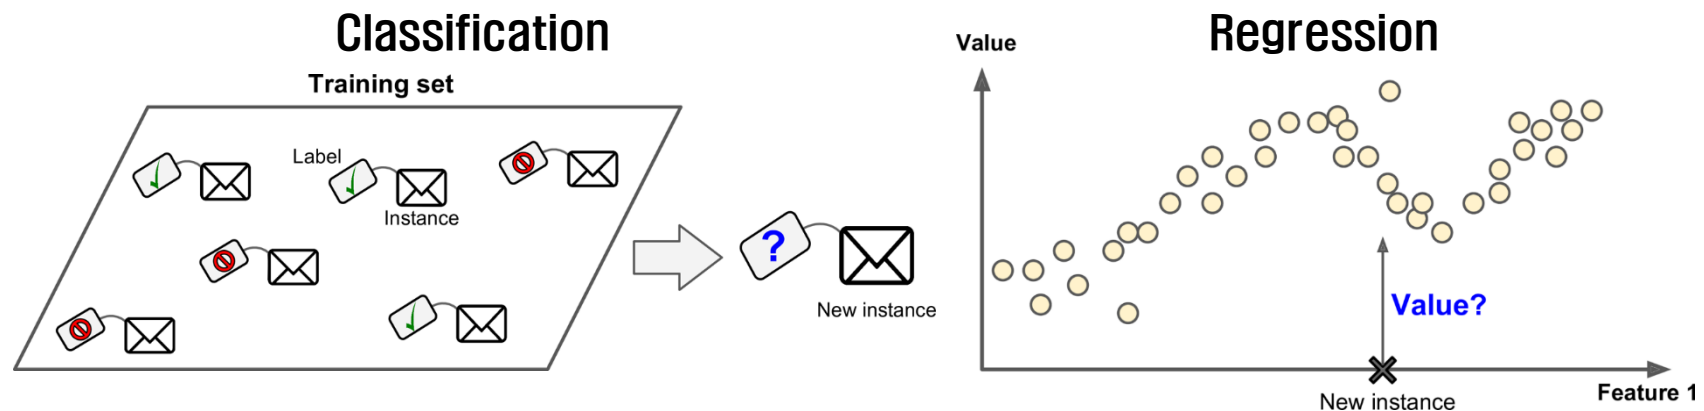 Classification
Training set
Label
Instance
?
New instance
Regression
Value
Value?
New instance
Feature 1